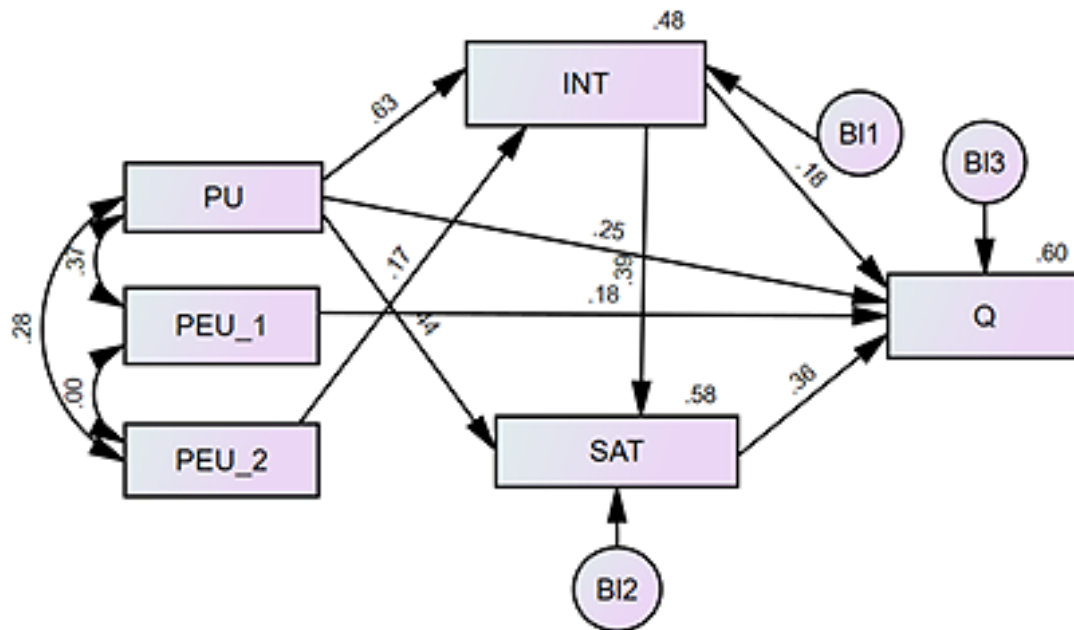 .48
INT
.63
BI1
BI3
.18
PU
.25
.17
.39
.60
.37
.18
Q
PEU_1
.44
.28
.36
.00
.58
SAT
PEU_2
BI2